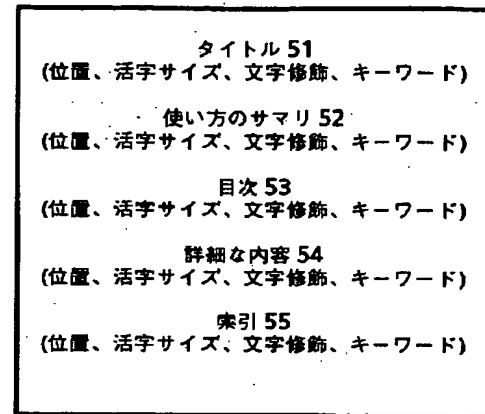 タイトル 51
(位置、活字サイズ、文字修飾、キーワード)
使い方のサマリ 52
(位置、活字サイズ、文字修飾、キーワード)
目次 53
(位置、活字サイズ、文字修飾、キーワード)
詳細な内容 54
(位置、活字サイズ、文字修飾、キーワード)
索引 55
(位置、活字サイズ、文字修飾、キーワード)